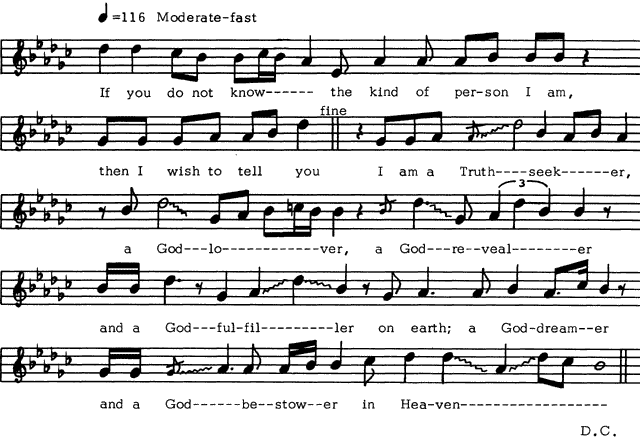 ♩=116 Moderate-fast
If you do not know------ the kind of per-son I am,
fine
then I wish to tell you I am a Truth----seek------er,
3
a God---lo-----------ver, a God---re--veal--------er
and a God---ful-fil---------ler on earth; a God-dream--er
and a God------be--stow--er in Hea-ven------------------
D.C.